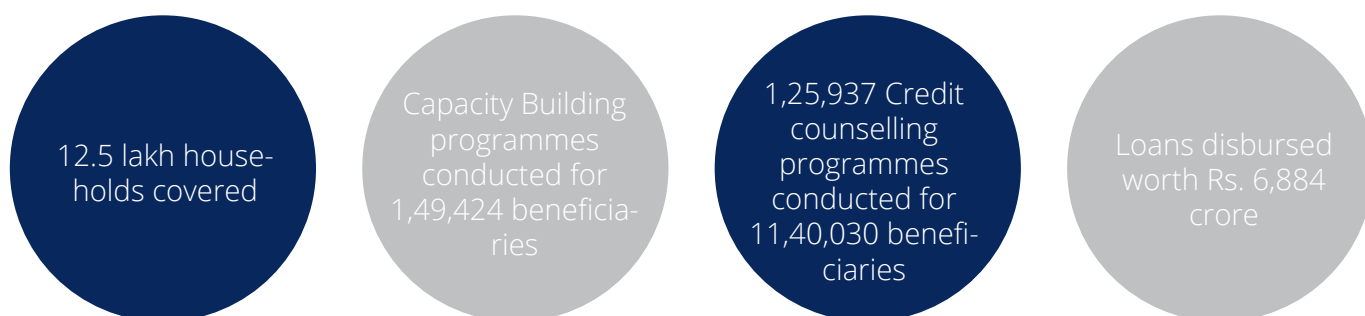 12.5 lakh house-
holds covered
Capacity Building
programmes
conducted for
1,49,424 beneficia-
ries
1,25,937 Credit
counselling
programmes
conducted for
11,40,030 benefi-
ciaries
Loans disbursed
worth Rs. 6,884
crore